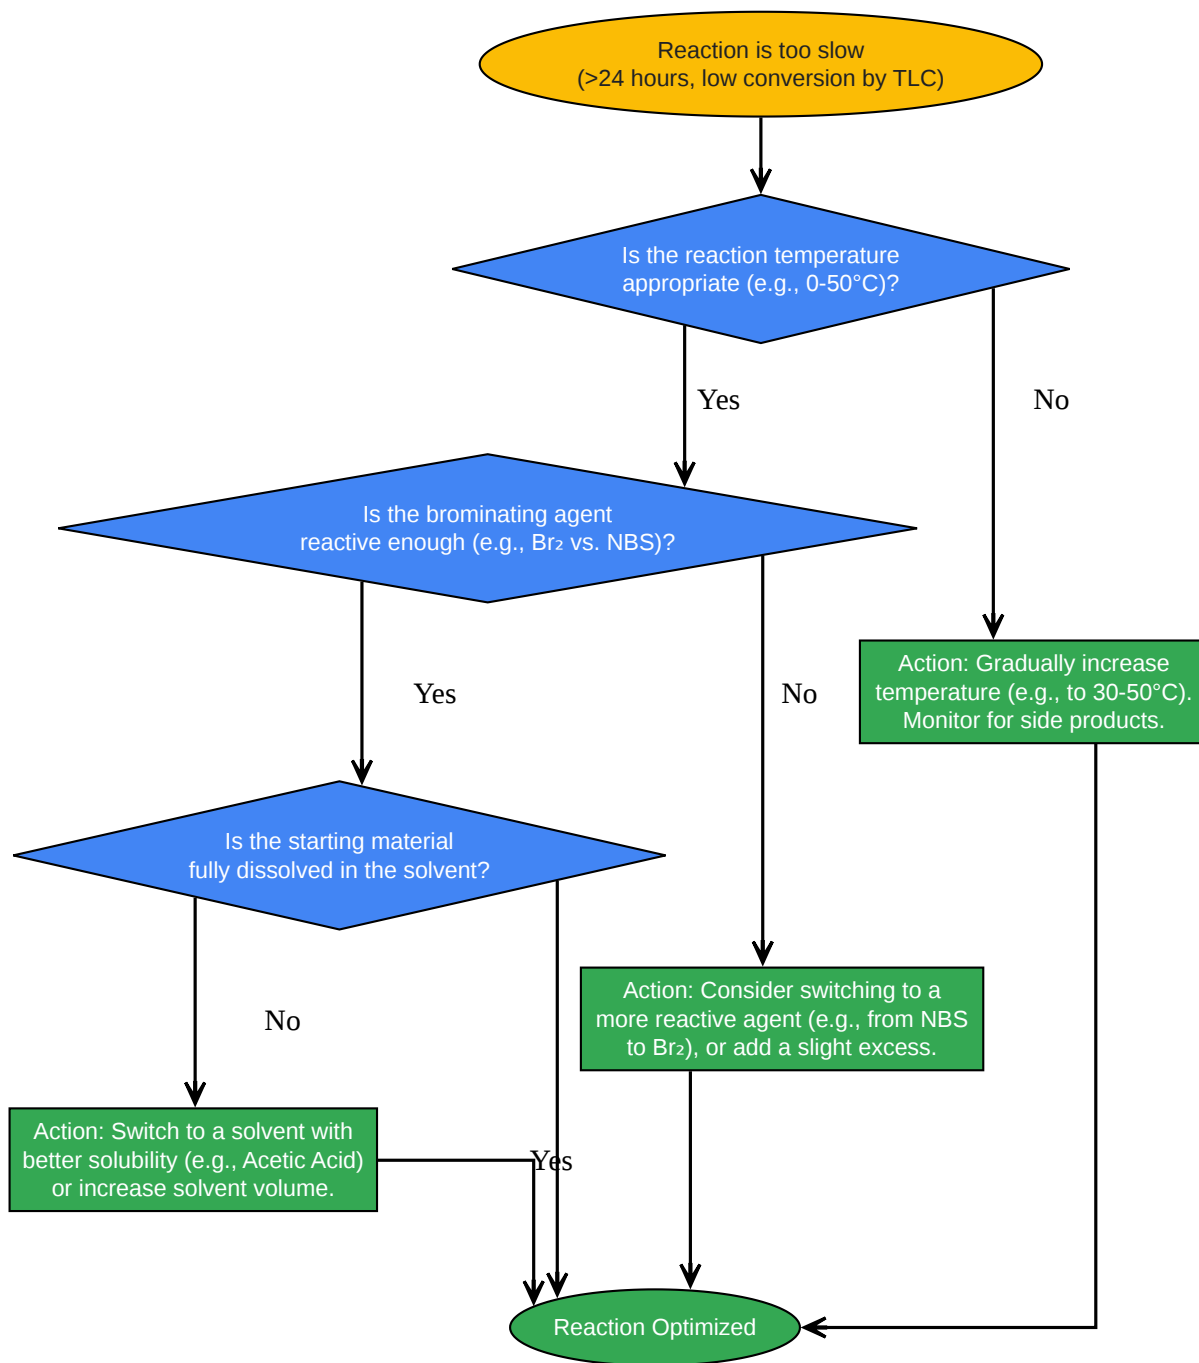 Reaction is too slow
(>24 hours, low conversion by TLC)
Is the reaction temperature
appropriate (e.g., 0-50°C)?
Yes
No
Is the brominating agent
reactive enough (e.g., Br₂ vs. NBS)?
Yes
No
Action: Gradually increase
temperature (e.g., to 30-50°C).
Monitor for side products.
Is the starting material
fully dissolved in the solvent?
No
Yes
Action: Consider switching to a
more reactive agent (e.g., from NBS
to Br₂), or add a slight excess.
Action: Switch to a solvent with
better solubility (e.g., Acetic Acid)
or increase solvent volume.
Reaction Optimized